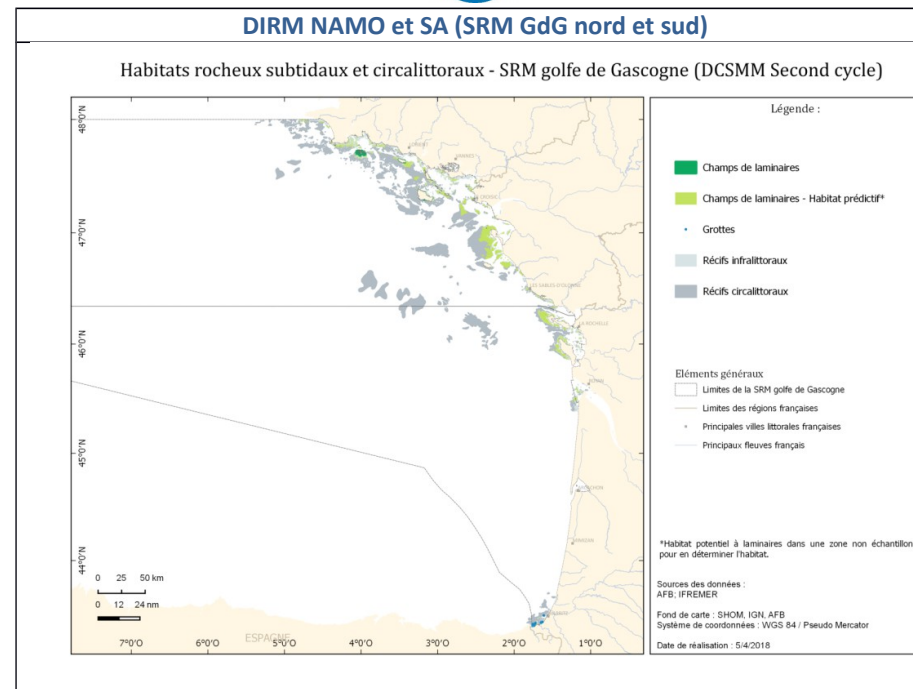 DIRM NAMO et SA (SRM GdG nord et sud)
Habitats rocheux subtidaux et circalittoraux - SRM golfe de Gascogne (DCSMM Second cycle)
48°0'N
47°0'N
46°0'N
45°0'N
44°0'N
LES SABLES-D'OLONNE
LA ROCHELLE
ESPAGNE
0 25 50 km
0 12 24 nm
7°0'O 6°0'O 5°0'O 4°0'O 3°0'O 2°0'O 1°0'O
Légende :
Champs de laminaires
Champs de laminaires - Habitat prédictif*
Grottes
Récifs infralittoraux
Récifs circalittoraux
Eléments généraux
Limites de la SRM golfe de Gascogne
Limites des régions françaises
Principales villes littorales françaises
Principaux fleuves français
*Habitat potentiel à laminaires dans une zone non échantillon
pour en déterminer l'habitat.
Sources des données :
AFB; IFREMER
Fond de carte : SHOM, IGN, AFB
Système de coordonnées : WGS 84 / Pseudo Mercator
Date de réalisation : 5/4/2018